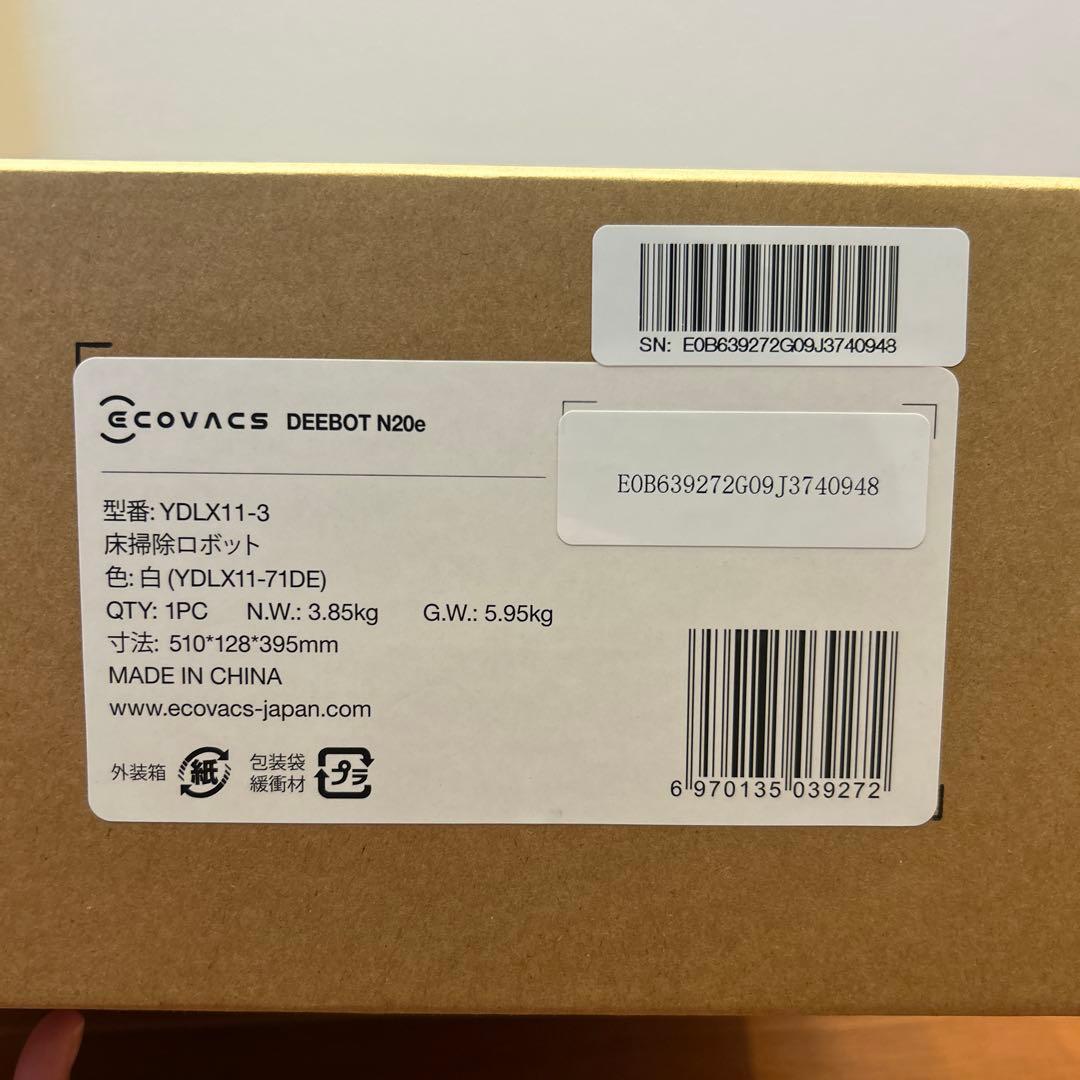 SN: E0B639272G09J3740948
ECOVACS DEEBOT N20e
E0B639272G09J3740948
型番: YDLX11-3
床掃除ロボット
色: 白 (YDLX11-71DE)
QTY: 1PC N.W.: 3.85kg G.W.: 5.95kg
寸法: 510*128*395mm
MADE IN CHINA
www.ecovacs-japan.com
外装箱 紙 包装袋 プラ
緩衝材
6 970135 039272